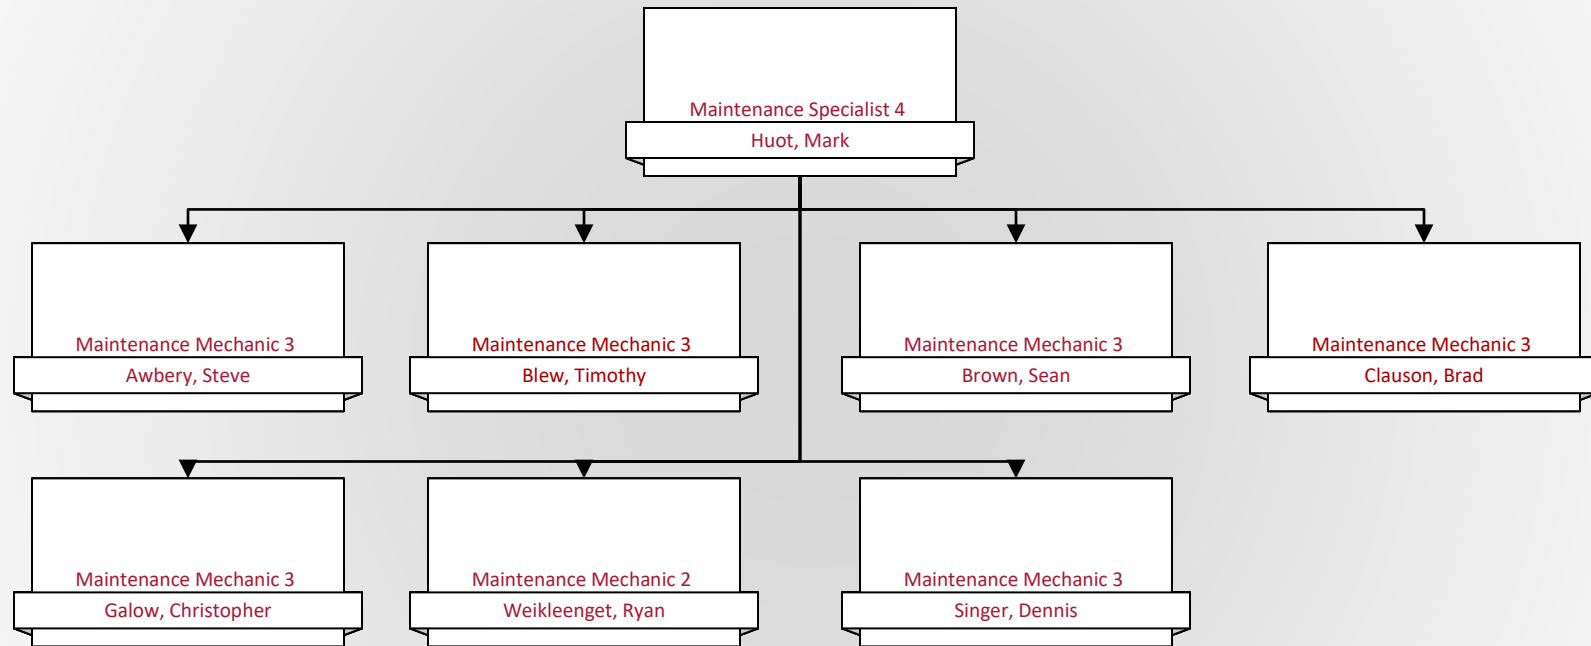 Maintenance Specialist 4
Huot, Mark
Maintenance Mechanic 3
Awbery, Steve
Maintenance Mechanic 3
Blew, Timothy
Maintenance Mechanic 3
Brown, Sean
Maintenance Mechanic 3
Clauson, Brad
Maintenance Mechanic 3
Galow, Christopher
Maintenance Mechanic 2
Weikleenget, Ryan
Maintenance Mechanic 3
Singer, Dennis